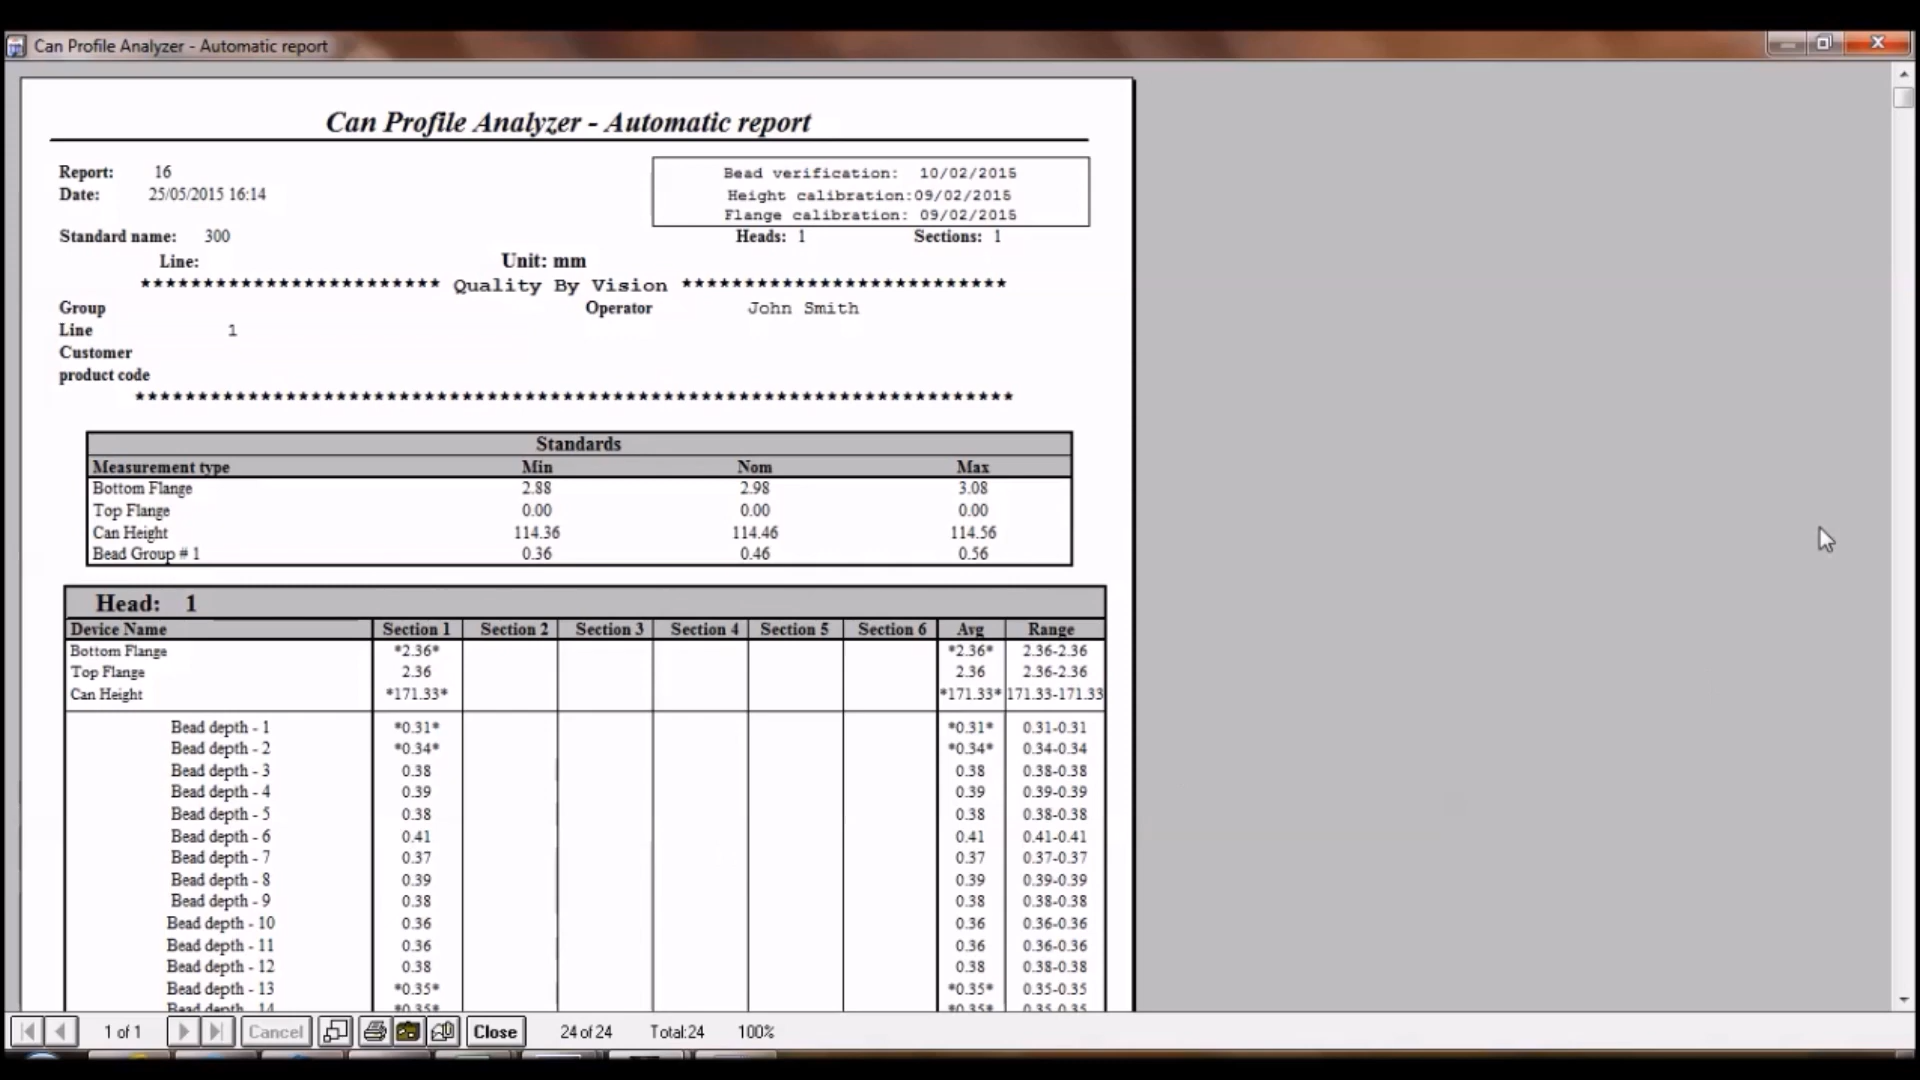 Can Profile Analyzer - Automatic report
Can Profile Analyzer - Automatic report
Report: 16
Date: 25/05/2015 16:14
Bead verification: 10/02/2015
Height calibration:09/02/2015
Flange calibration: 09/02/2015
Standard name: 300 Heads: 1 Sections: 1
Line: Unit: mm
************************ Quality By Vision **************************
Group Operator John Smith
Line 1
Customer
product code
**********************************************************************
Standards
Measurement type Min Nom Max
Bottom Flange 2.88 2.98 3.08
Top Flange 0.00 0.00 0.00
Can Height 114.36 114.46 114.56
Bead Group # 1 0.36 0.46 0.56
Head: 1
Device Name Section 1 Section 2 Section 3 Section 4 Section 5 Section 6 Avg Range
Bottom Flange *2.36* *2.36* 2.36-2.36
Top Flange 2.36 2.36 2.36-2.36
Can Height *171.33* *171.33* 171.33-171.33
Bead depth - 1 *0.31* *0.31* 0.31-0.31
Bead depth - 2 *0.34* *0.34* 0.34-0.34
Bead depth - 3 0.38 0.38 0.38-0.38
Bead depth - 4 0.39 0.39 0.39-0.39
Bead depth - 5 0.38 0.38 0.38-0.38
Bead depth - 6 0.41 0.41 0.41-0.41
Bead depth - 7 0.37 0.37 0.37-0.37
Bead depth - 8 0.39 0.39 0.39-0.39
Bead depth - 9 0.38 0.38 0.38-0.38
Bead depth - 10 0.36 0.36 0.36-0.36
Bead depth - 11 0.36 0.36 0.36-0.36
Bead depth - 12 0.38 0.38 0.38-0.38
Bead depth - 13 *0.35* *0.35* 0.35-0.35
Bead depth - 14 *0.35* *0.35* 0.35-0.35
1 of 1 Cancel Close 24 of 24 Total:24 100%